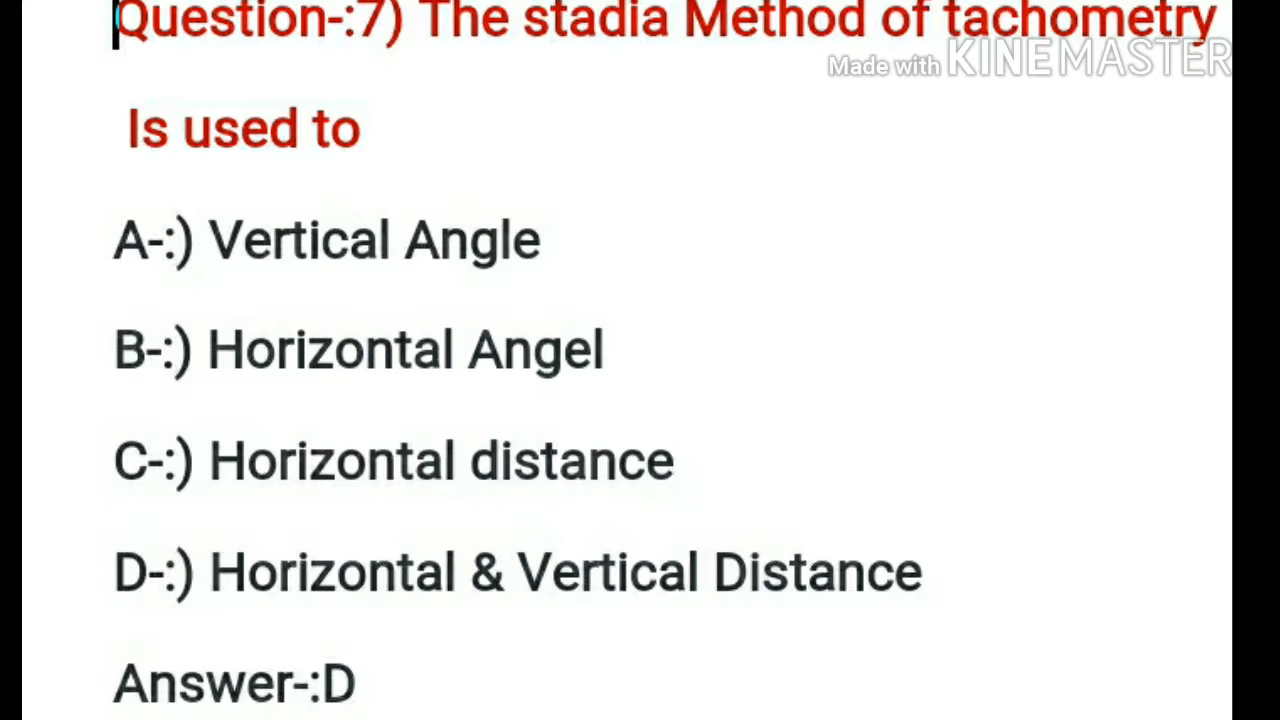 Question-:7) The stadia Method of tachometry
Made with KINEMASTER
Is used to
A-:) Vertical Angle
B-:) Horizontal Angel
C-:) Horizontal distance
D-:) Horizontal & Vertical Distance
Answer-:D